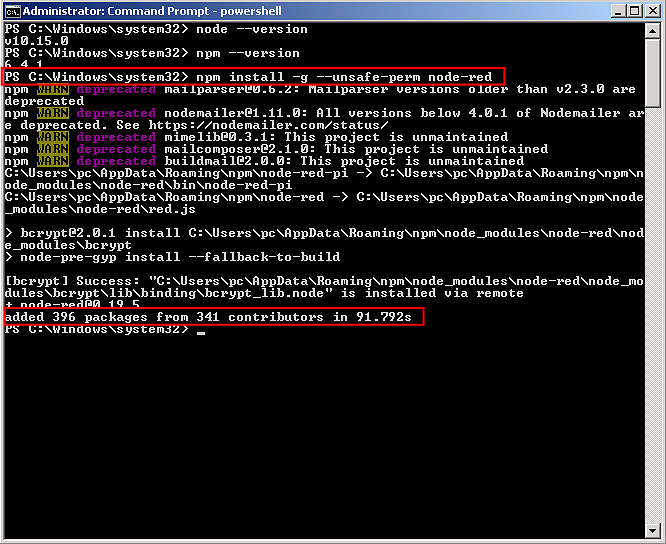 Administrator: Command Prompt - powershell
PS C:\Windows\system32> node --version
v10.15.0
PS C:\Windows\system32> npm --version
6.4.1
PS C:\Windows\system32> npm install -g --unsafe-perm node-red
npm WARN deprecated mailparser@0.6.2: Mailparser versions older than v2.3.0 are
deprecated
npm WARN deprecated nodemailer@1.11.0: All versions below 4.0.1 of Nodemailer ar
e deprecated. See https://nodemailer.com/status/
npm WARN deprecated mimelib@0.3.1: This project is unmaintained
npm WARN deprecated mailcomposer@2.1.0: This project is unmaintained
npm WARN deprecated buildmail@2.0.0: This project is unmaintained
C:\Users\pc\AppData\Roaming\npm\node-red-pi -> C:\Users\pc\AppData\Roaming\npm\n
ode_modules\node-red\bin\node-red-pi
C:\Users\pc\AppData\Roaming\npm\node-red -> C:\Users\pc\AppData\Roaming\npm\node
_modules\node-red\red.js
> bcrypt@2.0.1 install C:\Users\pc\AppData\Roaming\npm\node_modules\node-red\nod
e_modules\bcrypt
> node-pre-gyp install --fallback-to-build
[bcrypt] Success: "C:\Users\pc\AppData\Roaming\npm\node_modules\node-red\node_mo
dules\bcrypt\lib\binding\bcrypt_lib.node" is installed via remote
+ node-red@0.19.5
added 396 packages from 341 contributors in 91.792s
PS C:\Windows\system32> _